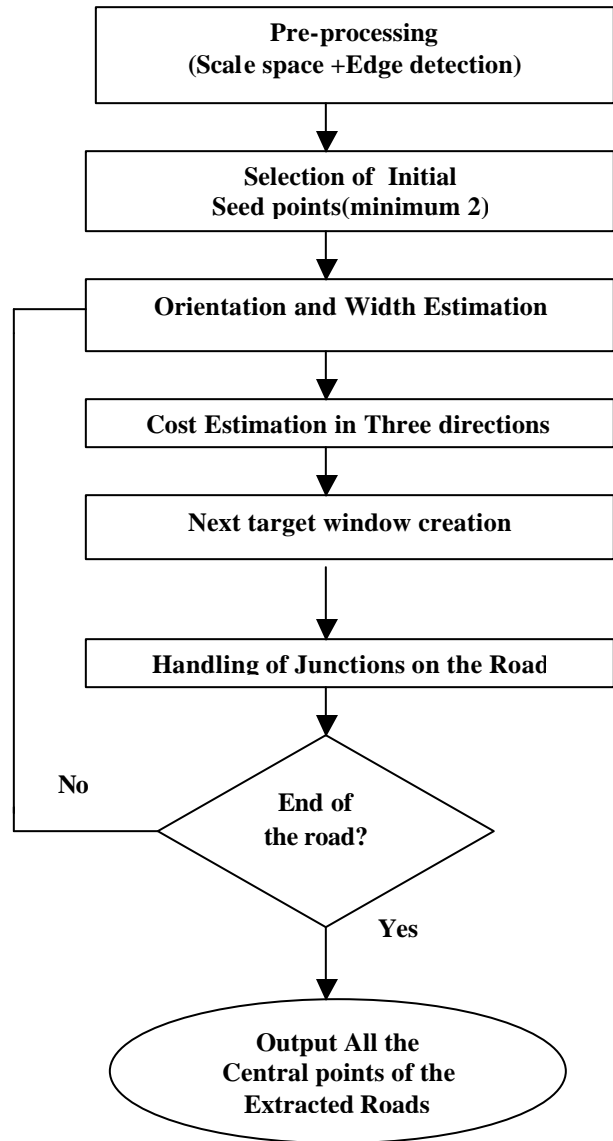 Pre-processing
(Scale space +Edge detection)
Selection of Initial
Seed points(minimum 2)
Orientation and Width Estimation
Cost Estimation in Three directions
Next target window creation
Handling of Junctions on the Road
No
End of
the road?
Yes
Output All the
Central points of the
Extracted Roads